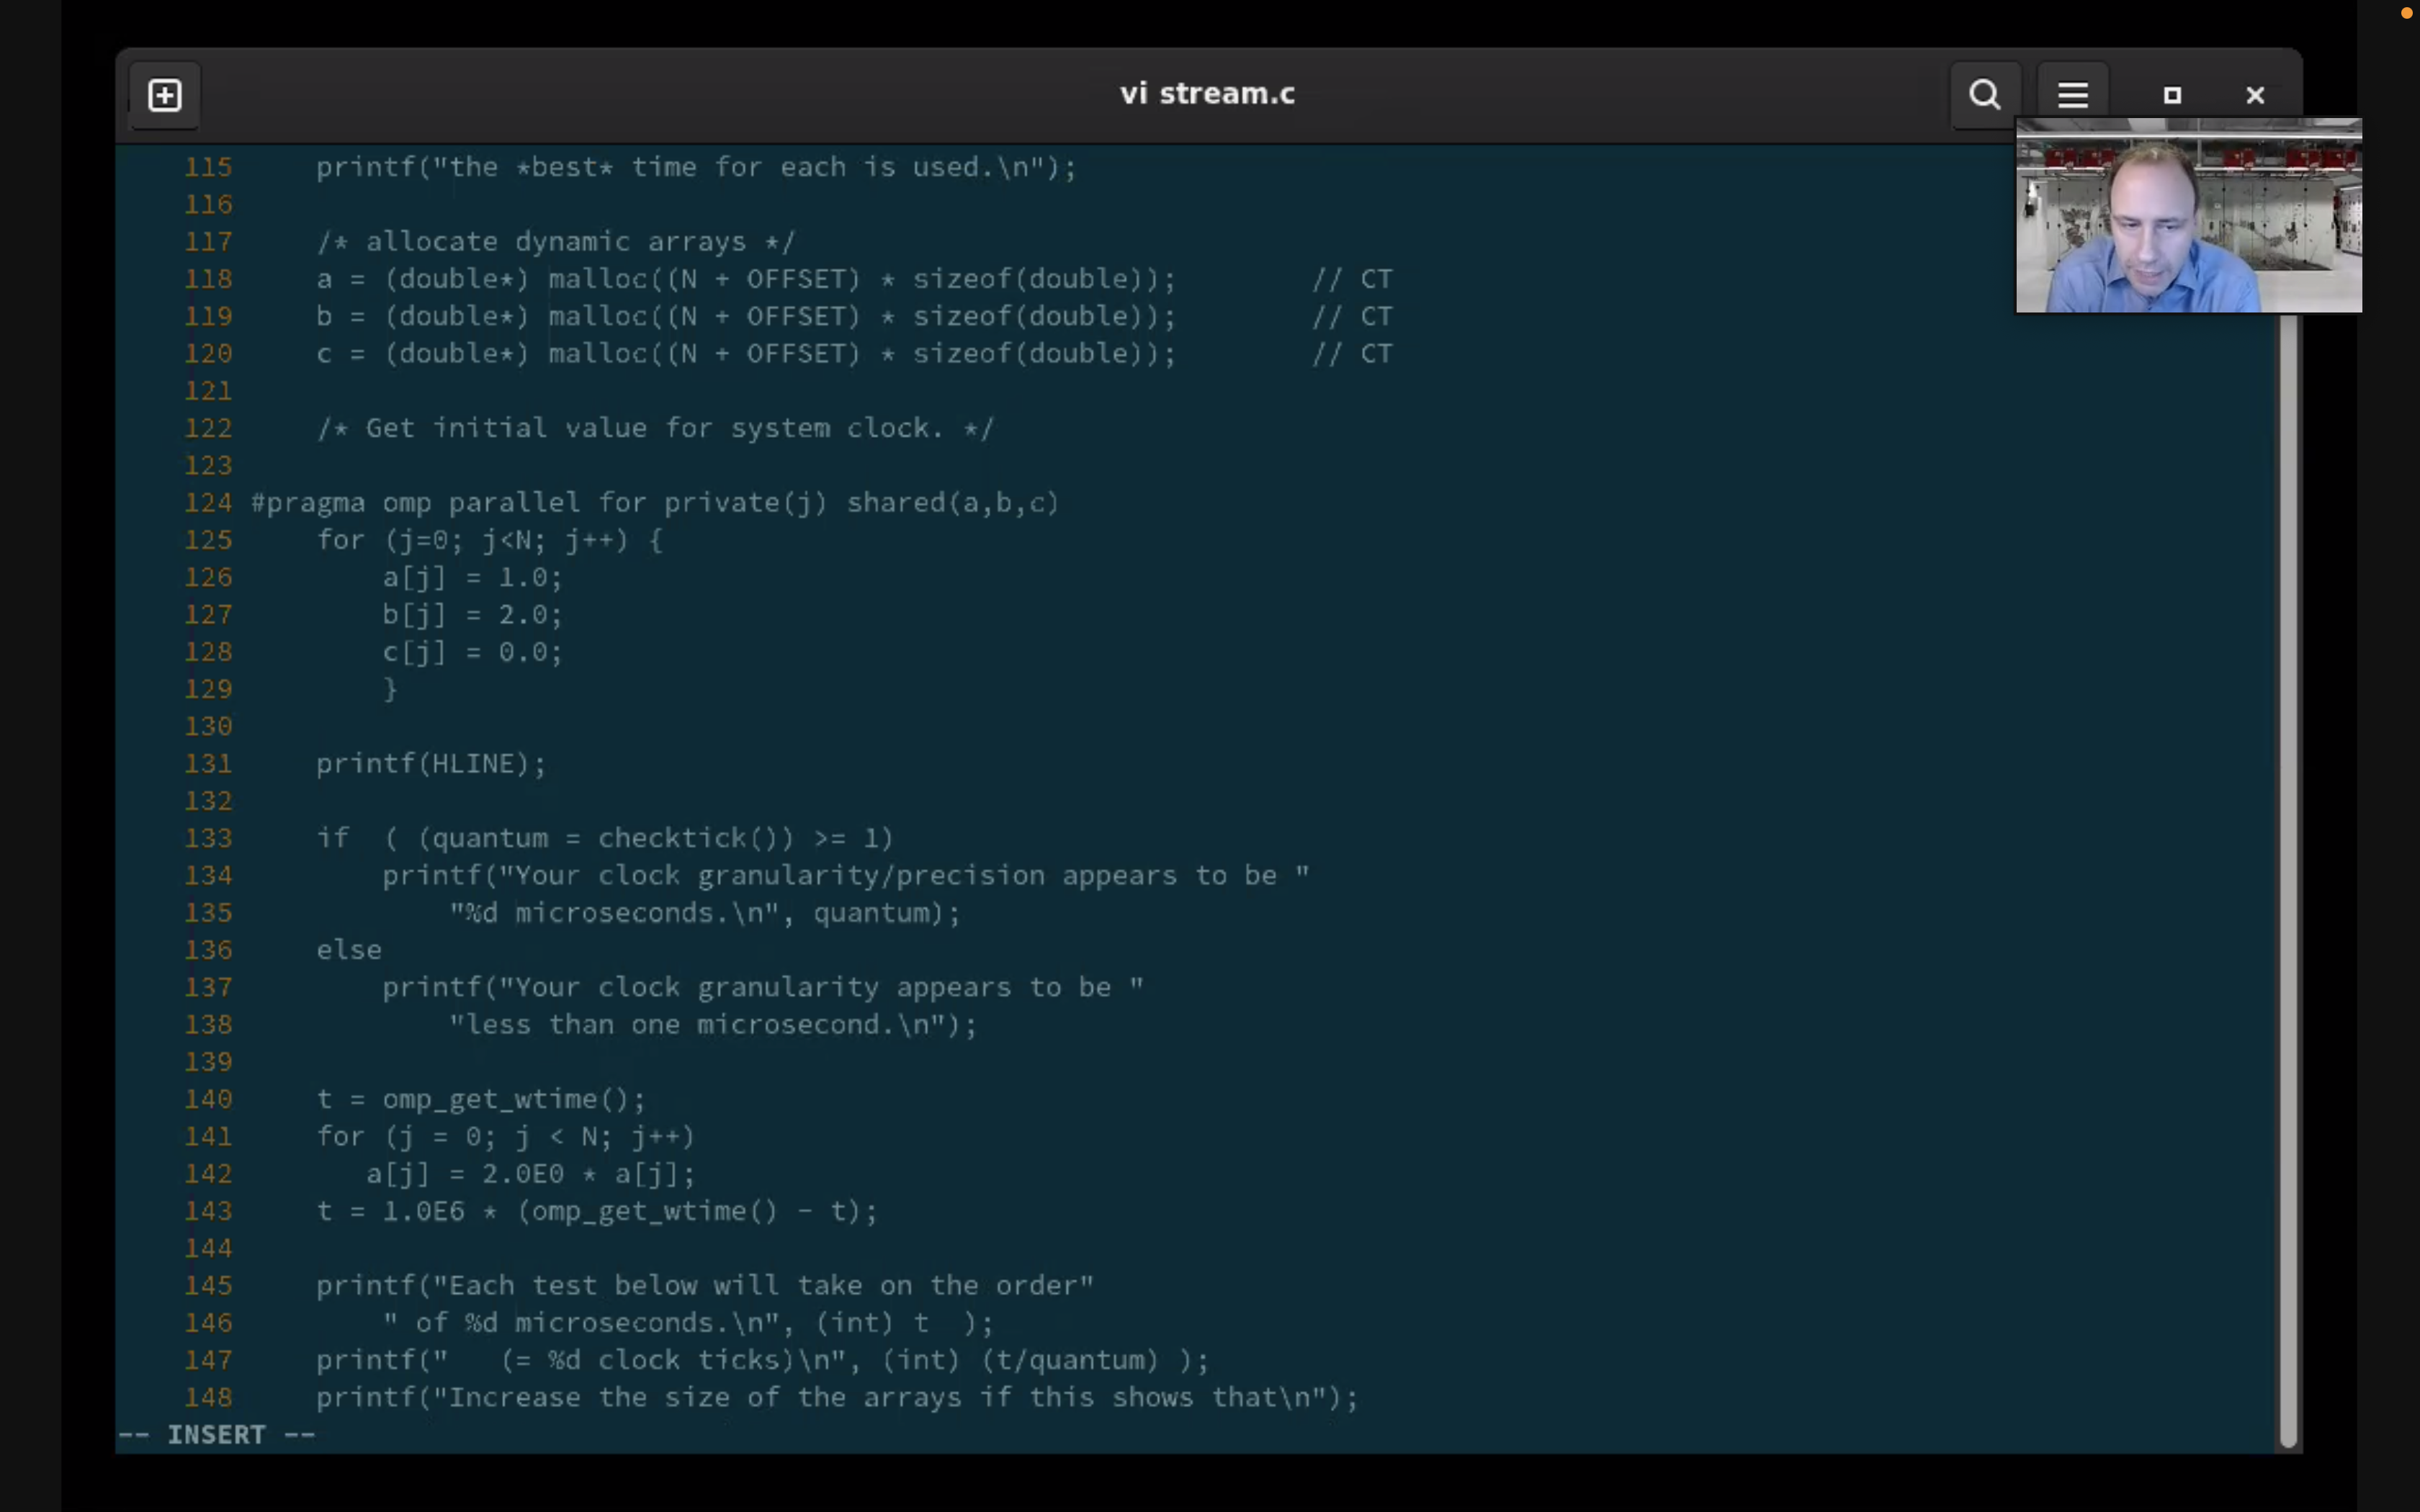 vi stream.c
115     printf("the *best* time for each is used.\n");
116
117     /* allocate dynamic arrays */
118     a = (double*) malloc((N + OFFSET) * sizeof(double));        // CT
119     b = (double*) malloc((N + OFFSET) * sizeof(double));        // CT
120     c = (double*) malloc((N + OFFSET) * sizeof(double));        // CT
121
122     /* Get initial value for system clock. */
123
124 #pragma omp parallel for private(j) shared(a,b,c)
125     for (j=0; j<N; j++) {
126         a[j] = 1.0;
127         b[j] = 2.0;
128         c[j] = 0.0;
129         }
130
131     printf(HLINE);
132
133     if  ( (quantum = checktick()) >= 1)
134         printf("Your clock granularity/precision appears to be "
135             "%d microseconds.\n", quantum);
136     else
137         printf("Your clock granularity appears to be "
138             "less than one microsecond.\n");
139
140     t = omp_get_wtime();
141     for (j = 0; j < N; j++)
142        a[j] = 2.0E0 * a[j];
143     t = 1.0E6 * (omp_get_wtime() - t);
144
145     printf("Each test below will take on the order"
146         " of %d microseconds.\n", (int) t  );
147     printf("   (= %d clock ticks)\n", (int) (t/quantum) );
148     printf("Increase the size of the arrays if this shows that\n");
-- INSERT --